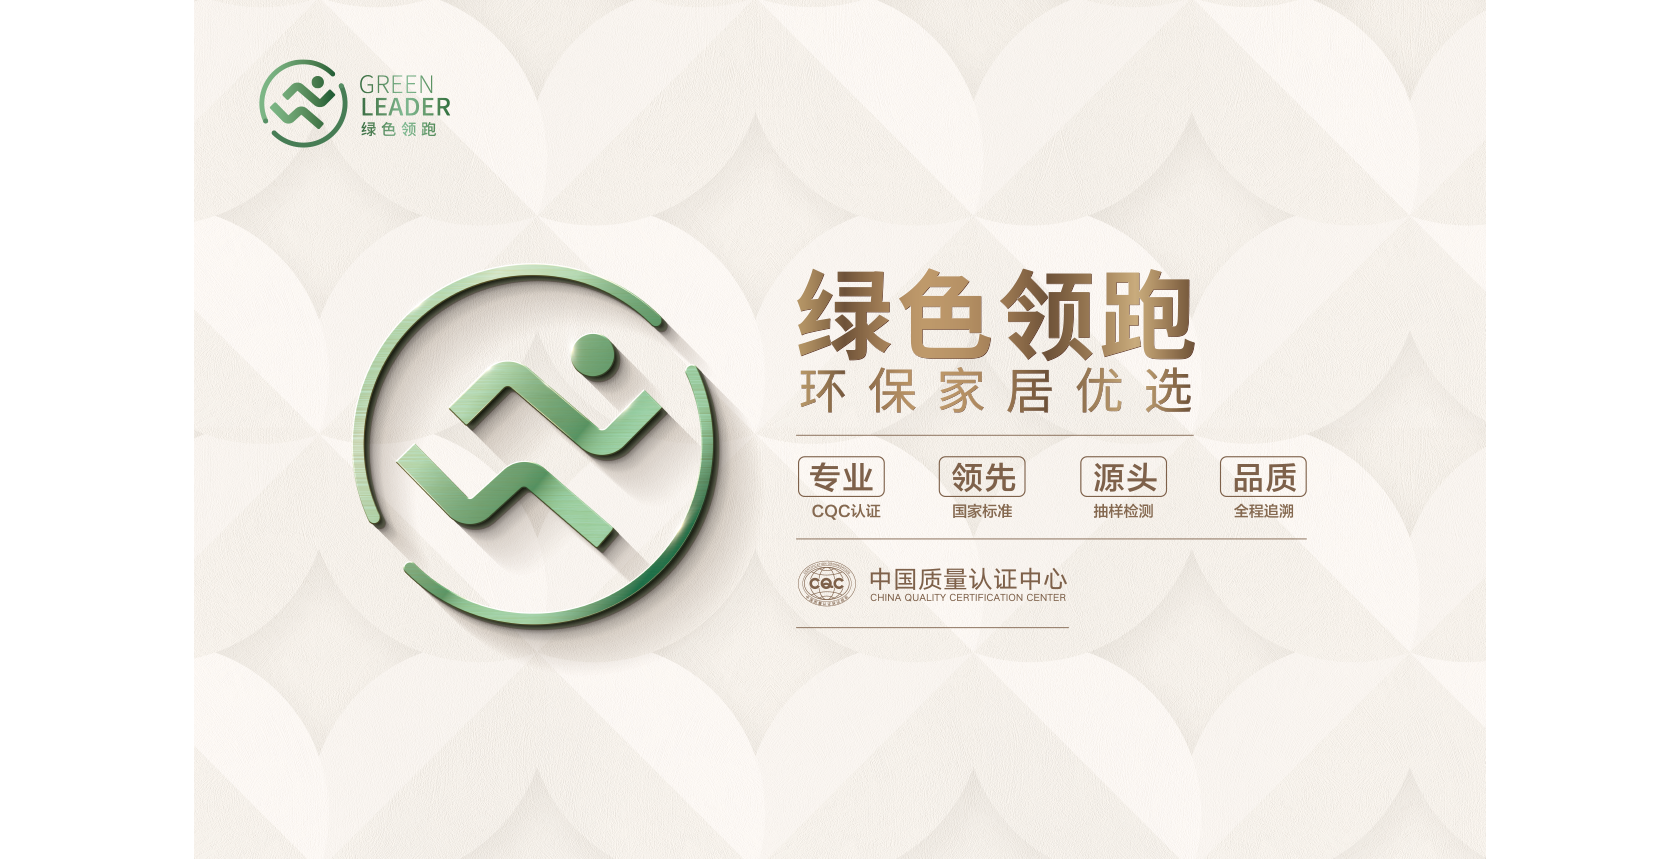 GREEN
LEADER
绿色领跑
绿色领跑
环保家居优选
专业 领先 源头 品质
CQC认证 国家标准 抽样检测 全程追溯
CQC
中国质量认证中心
CHINA QUALITY CERTIFICATION CENTER